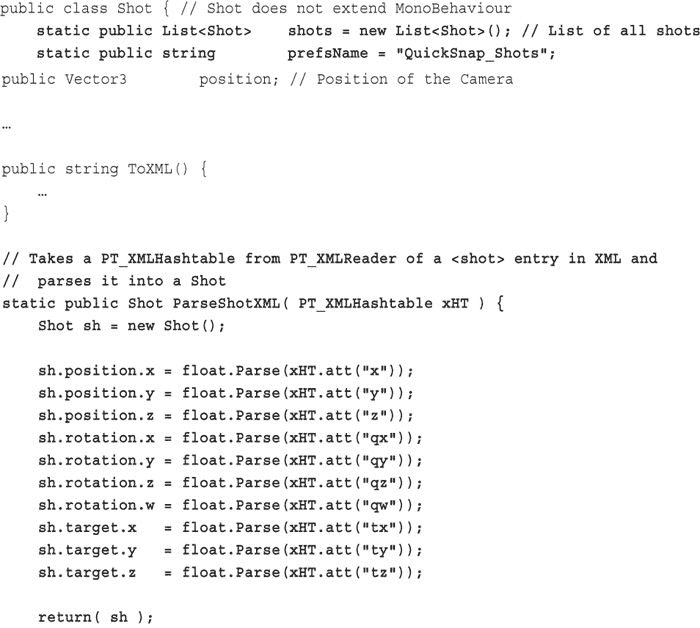 public class Shot { // Shot does not extend MonoBehaviour
    static public List<Shot>    shots = new List<Shot>(); // List of all shots
    static public string        prefsName = "QuickSnap_Shots";
public Vector3        position; // Position of the Camera
…
public string ToXML() {
    …
}
// Takes a PT_XMLHashtable from PT_XMLReader of a <shot> entry in XML and
//  parses it into a Shot
static public Shot ParseShotXML( PT_XMLHashtable xHT ) {
    Shot sh = new Shot();
    sh.position.x = float.Parse(xHT.att("x"));
    sh.position.y = float.Parse(xHT.att("y"));
    sh.position.z = float.Parse(xHT.att("z"));
    sh.rotation.x = float.Parse(xHT.att("qx"));
    sh.rotation.y = float.Parse(xHT.att("qy"));
    sh.rotation.z = float.Parse(xHT.att("qz"));
    sh.rotation.w = float.Parse(xHT.att("qw"));
    sh.target.x   = float.Parse(xHT.att("tx"));
    sh.target.y   = float.Parse(xHT.att("ty"));
    sh.target.z   = float.Parse(xHT.att("tz"));
    return( sh );